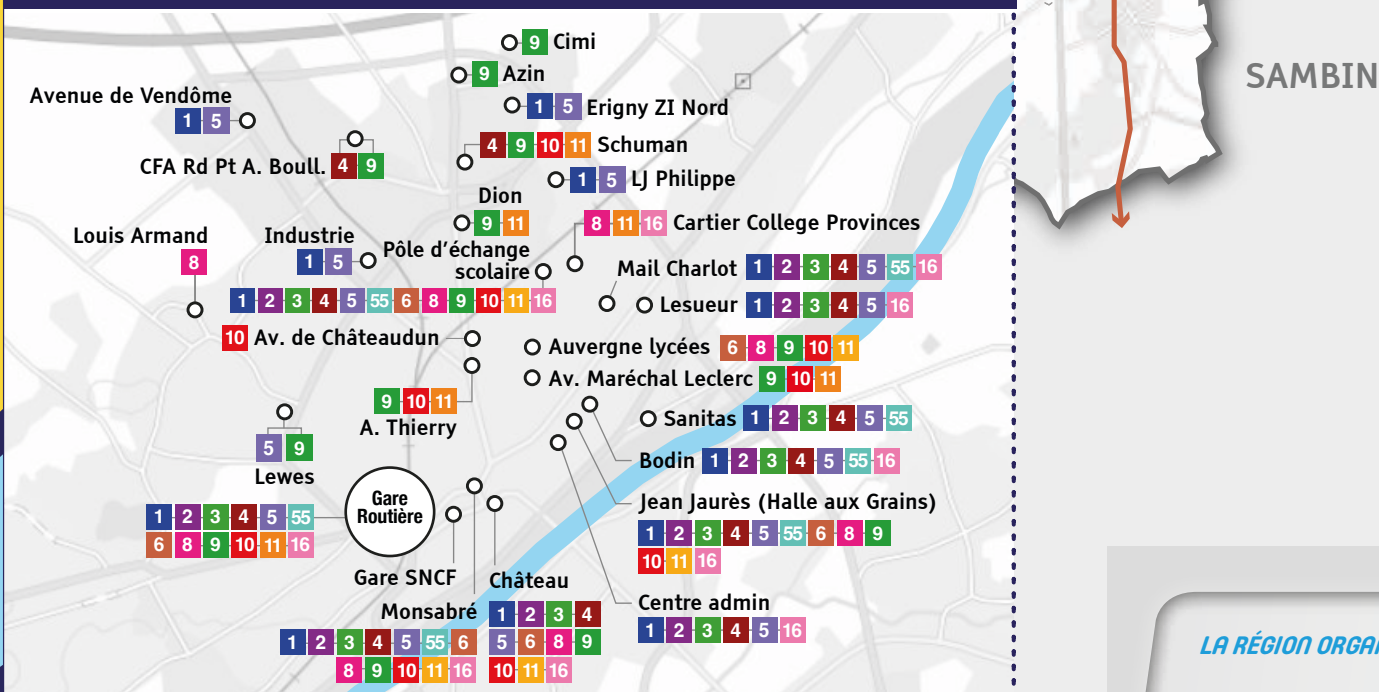 9 Cimi
9 Azin
Avenue de Vendôme
1 5
1 5 Erigny ZI Nord
4 9 10 11 Schuman
CFA Rd Pt A. Boull. 4 9
1 5 LJ Philippe
Dion
9 11
8 11 16 Cartier College Provinces
Louis Armand
8
Industrie
1 5
Pôle d'échange
scolaire
1 2 3 4 5 55 6 8 9 10 11 16
Mail Charlot 1 2 3 4 5 55 16
Lesueur 1 2 3 4 5 16
10 Av. de Châteaudun
Auvergne lycées 6 8 9 10 11
Av. Maréchal Leclerc 9 10 11
9 10 11
A. Thierry
Sanitas 1 2 3 4 5 55
5 9
Lewes
Bodin 1 2 3 4 5 55 16
Jean Jaurès (Halle aux Grains)
1 2 3 4 5 55 6 8 9
10 11 16
Gare
Routière
1 2 3 4 5 55
6 8 9 10 11 16
Gare SNCF
Château
1 2 3 4
5 6 8 9
10 11 16
Monsabré
1 2 3 4 5 55 6
8 9 10 11 16
Centre admin
1 2 3 4 5 16
SAMBIN
LA RÉGION ORGA